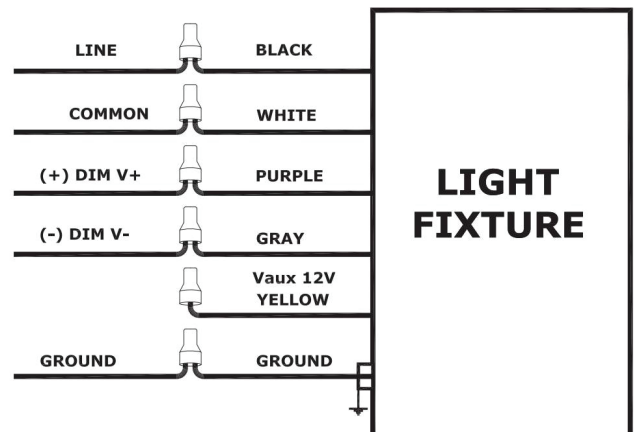 LINE
BLACK
COMMON
WHITE
(+) DIM V+
PURPLE
(-) DIM V-
GRAY
Vaux 12V
YELLOW
GROUND
GROUND
LIGHT
FIXTURE